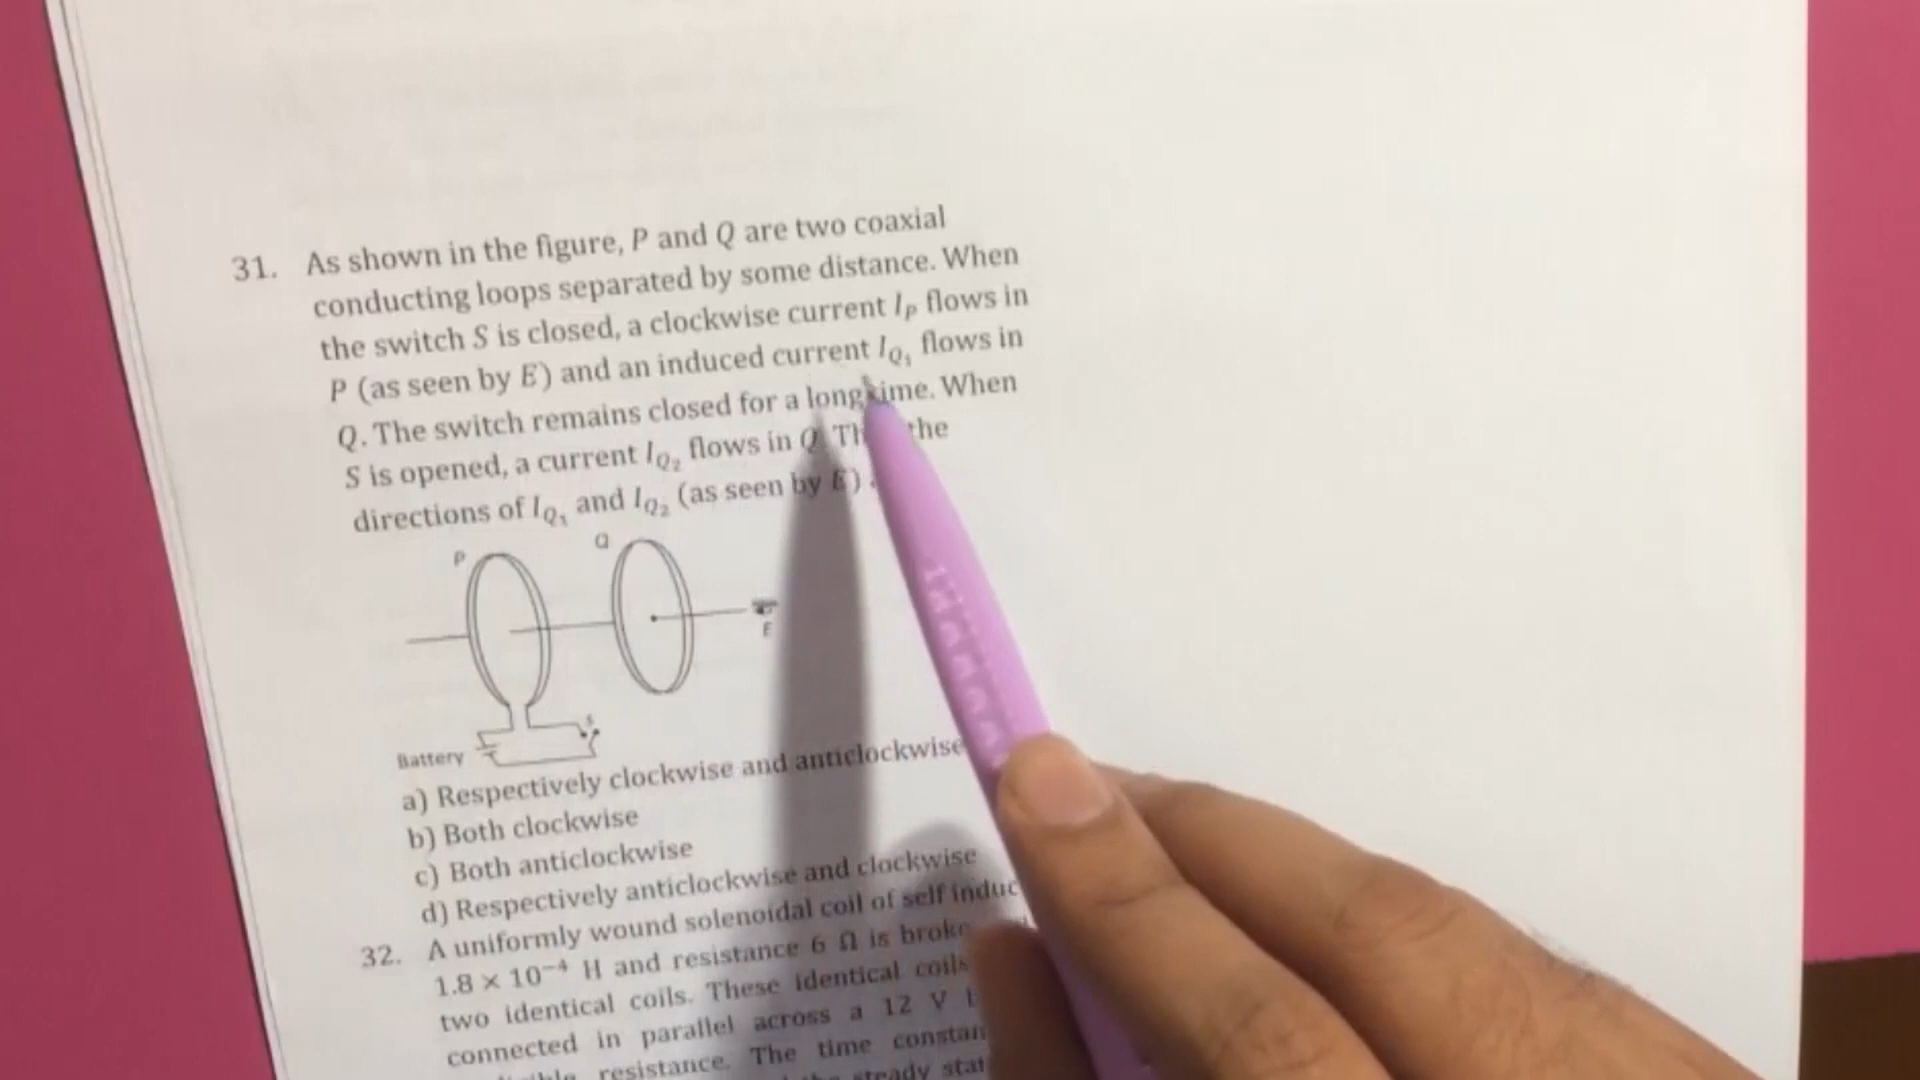 31. As shown in the figure, P and Q are two coaxial
conducting loops separated by some distance. When
the switch S is closed, a clockwise current I_P flows in
P (as seen by E) and an induced current I_Q₁ flows in
Q. The switch remains closed for a long time. When
S is opened, a current I_Q₂ flows in Q the
directions of I_Q₁ and I_Q₂ (as seen by E)
P
Q
E
S
Battery
a) Respectively clockwise and anticlockwise
b) Both clockwise
c) Both anticlockwise
d) Respectively anticlockwise and clockwise
32. A uniformly wound solenoidal coil of self
1.8 × 10⁻⁴ H and resistance 6 Ω is
two identical coils. These identical coils
connected in parallel across a 12 V
resistance. The time
steady